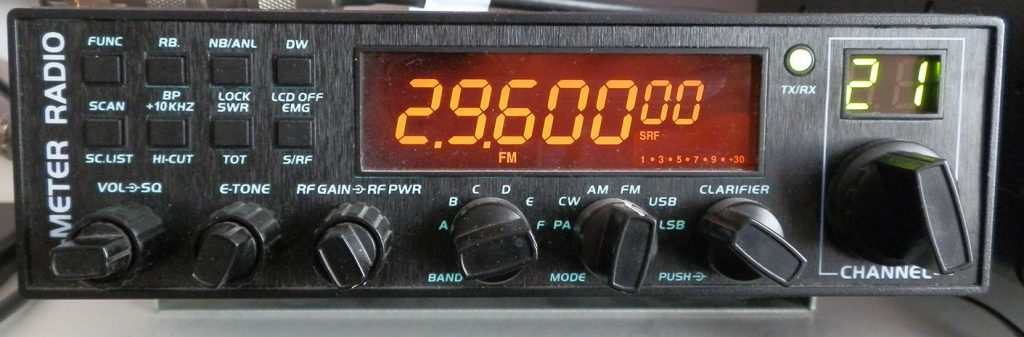 METER RADIO
FUNC RB. NB/ANL DW
SCAN BP +10KHZ LOCK SWR LCD OFF EMG
SC.LIST HI-CUT TOT S/RF
29.60000
SRF
FM
1•3•5•7•9•+30
TX/RX
21
VOL SQ E-TONE RF GAIN RF PWR
A B C D E F
BAND
PA CW AM FM USB LSB
MODE
CLARIFIER
PUSH
CHANNEL